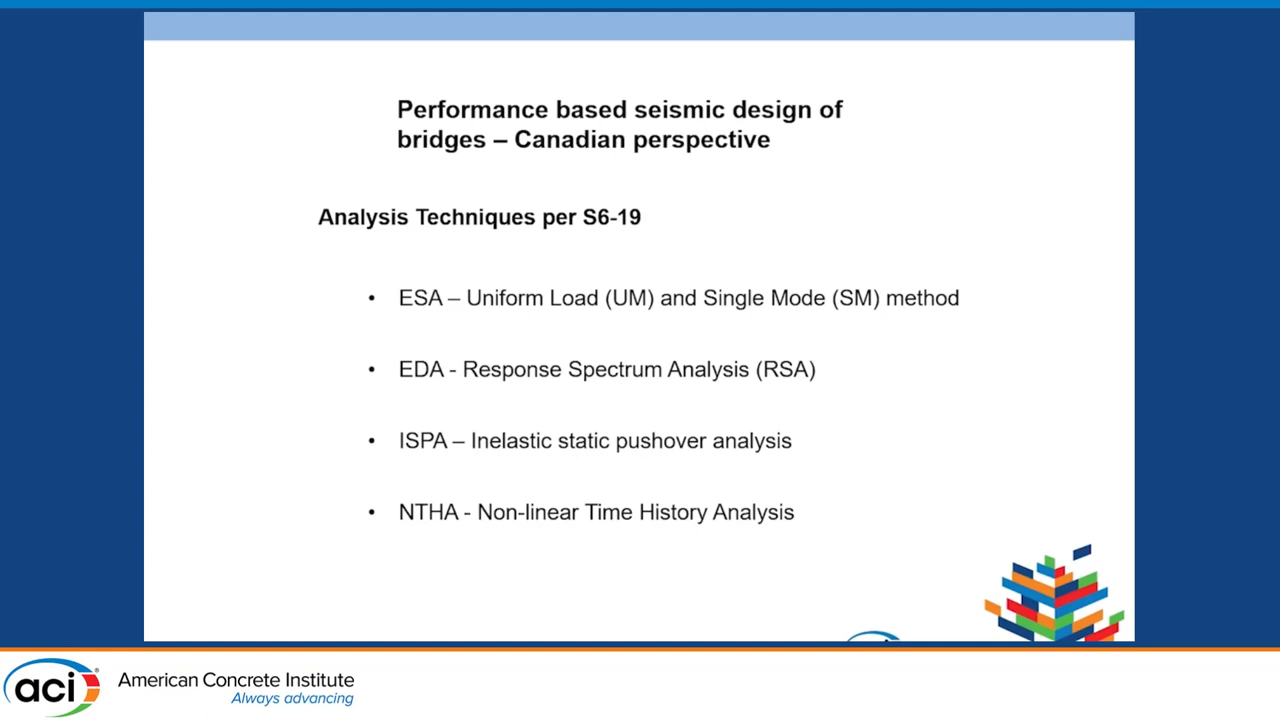 Performance based seismic design of
bridges – Canadian perspective
Analysis Techniques per S6-19
• ESA – Uniform Load (UM) and Single Mode (SM) method
• EDA - Response Spectrum Analysis (RSA)
• ISPA – Inelastic static pushover analysis
• NTHA - Non-linear Time History Analysis
aci® American Concrete Institute
Always advancing